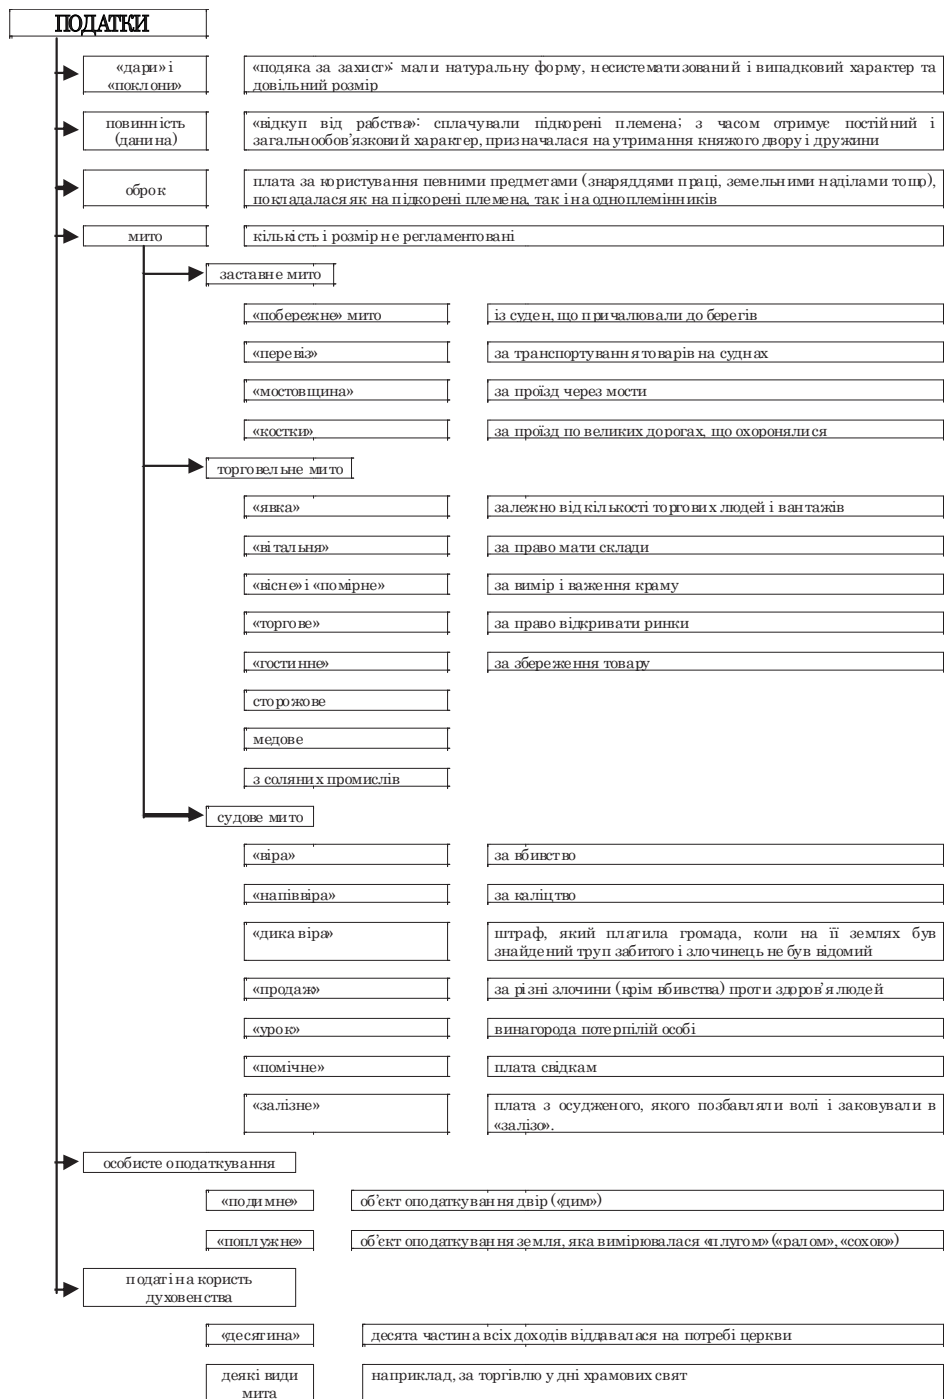 ПОДАТКИ
«дари» і
«поклони»
«подяка за захист»: мали натуральну форму, несистематизований і випадковий характер та
довільний розмір
повинність
(данина)
«відкуп від рабства»: сплачували підкорені племена; з часом отримує постійний і
загальнообов'язковий характер, призначалася на утримання княжого двору і дружини
оброк
плата за користування певними предметами (знаряддями праці, земельними наділами тощо),
покладалася як на підкорені племена, так і на одноплемінників
мито
кількість і розмір не регламентовані
заставне мито
«побережне» мито
із суден, що причалювали до берегів
«перевіз»
за транспортування товарів на суднах
«мостовщина»
за проїзд через мости
«костки»
за проїзд по великих дорогах, що охоронялися
торговельне мито
«явка»
залежно від кількості торгових людей і вантажів
«вітальня»
за право мати склади
«вісне» і «помірне»
за вимір і важення краму
«торгове»
за право відкривати ринки
«гостинне»
за збереження товару
сторожове
медове
з соляних промислів
судове мито
«віра»
за вбивство
«напіввіра»
за каліцтво
«дика віра»
штраф, який платила громада, коли на її землях був
знайдений труп забитого і злочинець не був відомий
«продаж»
за різні злочини (крім вбивства) проти здоров'я людей
«урок»
винагорода потерпілій особі
«помічне»
плата свідкам
«залізне»
плата з осудженого, якого позбавляли волі і заковували в
«залізо».
особисте оподаткування
«подимне»
об'єкт оподаткування двір («дим»)
«поплужне»
об'єкт оподаткування земля, яка вимірювалася «плугом» («ралом», «сохою»)
податі на користь
духовенства
«десятина»
десята частина всіх доходів віддавалася на потребі церкви
деякі види
мита
наприклад, за торгівлю у дні храмових свят